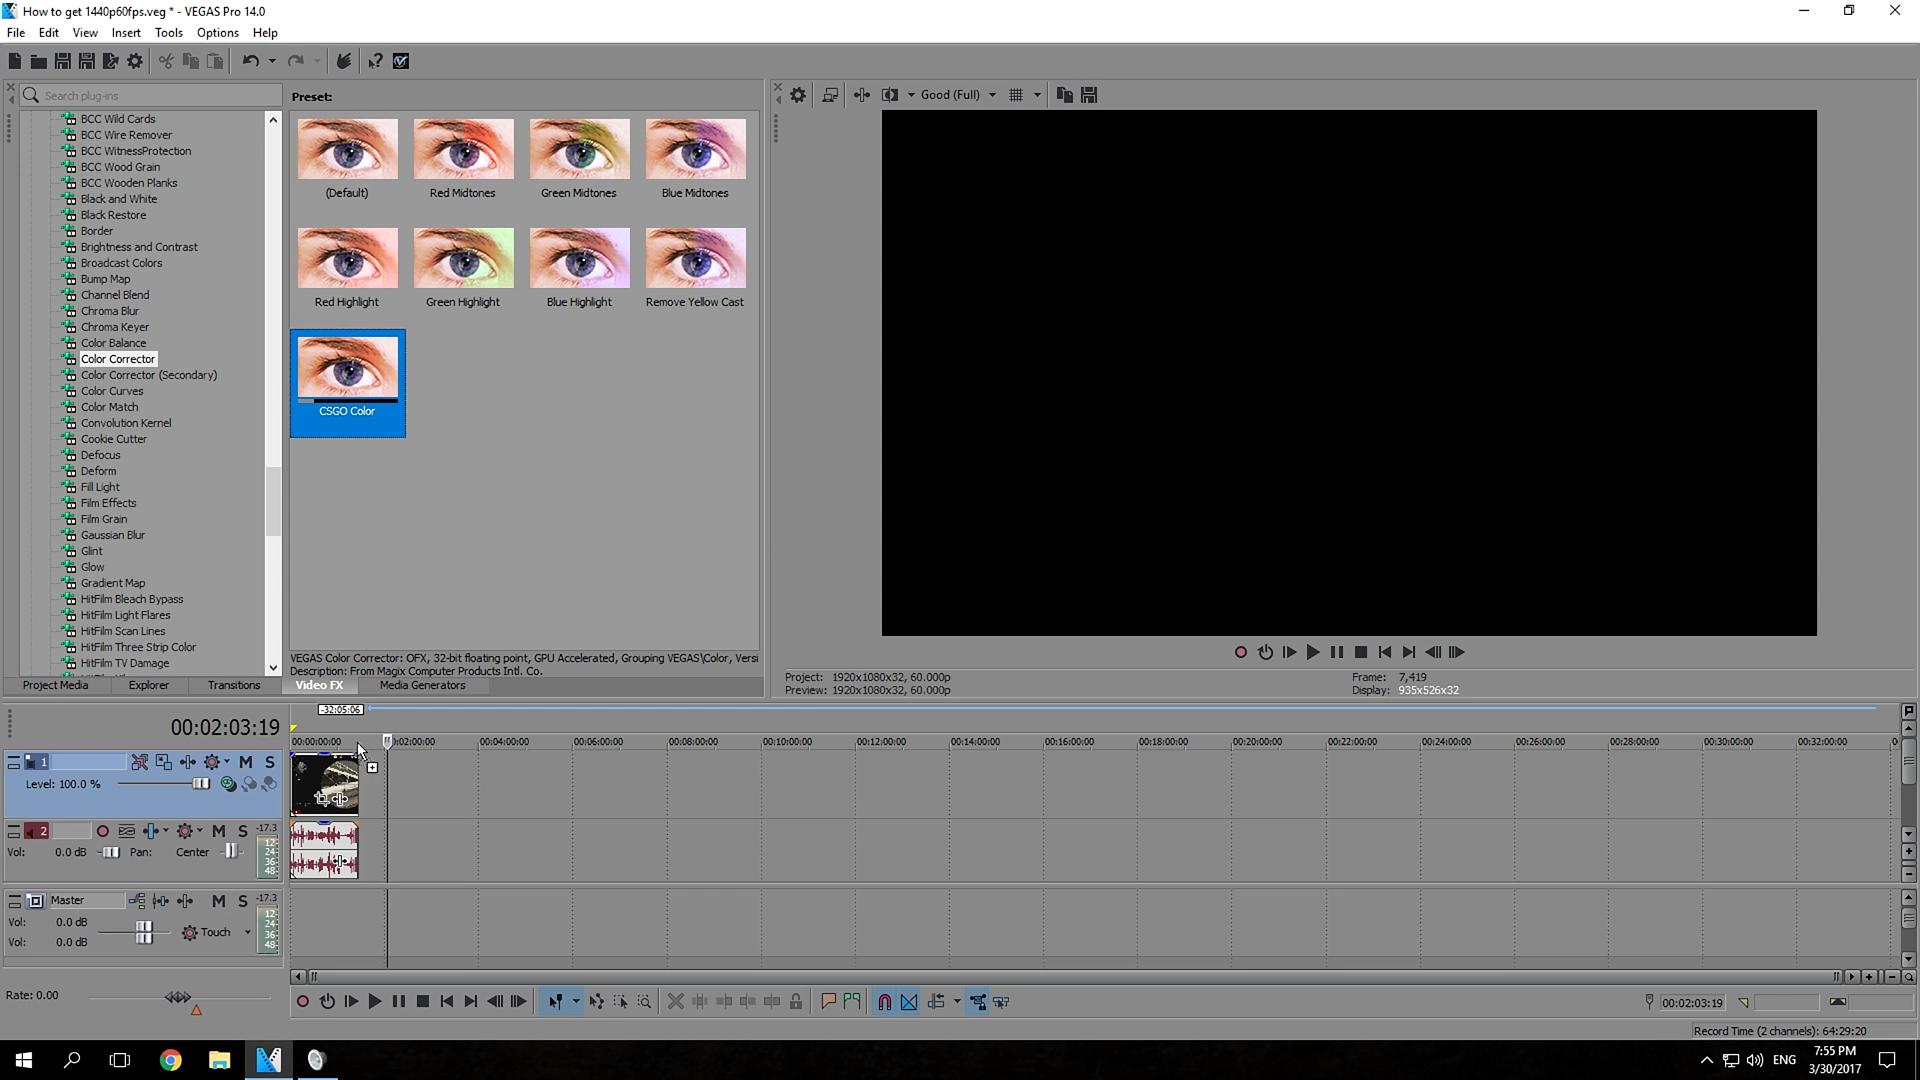 How to get 1440p60fps.veg * - VEGAS Pro 14.0
File Edit View Insert Tools Options Help
Search plug-ins
Preset:
Good (Full)
BCC Wild Cards
BCC Wire Remover
BCC WitnessProtection
BCC Wood Grain
BCC Wooden Planks
Black and White
Black Restore
Border
Brightness and Contrast
Broadcast Colors
Bump Map
Channel Blend
Chroma Blur
Chroma Keyer
Color Balance
Color Corrector
Color Corrector (Secondary)
Color Curves
Color Match
Convolution Kernel
Cookie Cutter
Defocus
Deform
Fill Light
Film Effects
Film Grain
Gaussian Blur
Glint
Glow
Gradient Map
HitFilm Bleach Bypass
HitFilm Light Flares
HitFilm Scan Lines
HitFilm Three Strip Color
HitFilm TV Damage
(Default) Red Midtones Green Midtones Blue Midtones
Red Highlight Green Highlight Blue Highlight Remove Yellow Cast
CSGO Color
VEGAS Color Corrector: OFX, 32-bit floating point, GPU Accelerated, Grouping VEGAS\Color, Versi
Description: From Magix Computer Products Intl. Co.
Project Media Explorer Transitions Video FX Media Generators
Project: 1920x1080x32, 60.000p
Preview: 1920x1080x32, 60.000p
Frame: 7,419
Display: 935x526x32
00:02:03:19
-32:05:06
00:00:00:00 :02:00:00 00:04:00:00 00:06:00:00 00:08:00:00 00:10:00:00 00:12:00:00 00:14:00:00 00:16:00:00 00:18:00:00 00:20:00:00 00:22:00:00 00:24:00:00 00:26:00:00 00:28:00:00 00:30:00:00 00:32:00:00
1 M S
Level: 100.0 %
2 M S -17.3
Vol: 0.0 dB Pan: Center
12
24
36
48
Master M S -17.3
Vol: 0.0 dB
Vol: 0.0 dB
Touch
12
24
36
48
Rate: 0.00
00:02:03:19
Record Time (2 channels): 64:29:20
ENG
7:55 PM
3/30/2017